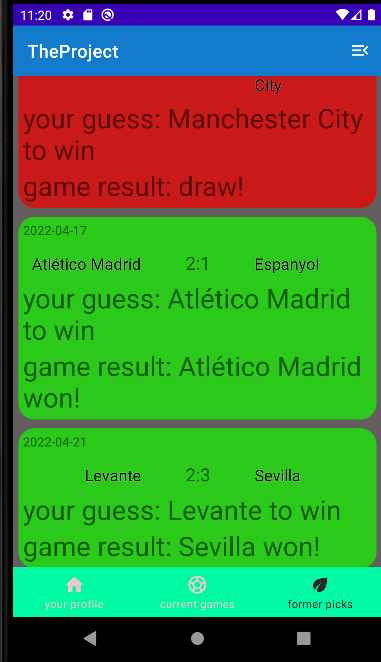 11:20
TheProject
City
your guess: Manchester City
to win
game result: draw!
2022-04-17
Atlético Madrid 2:1 Espanyol
your guess: Atlético Madrid
to win
game result: Atlético Madrid
won!
2022-04-21
Levante 2:3 Sevilla
your guess: Levante to win
game result: Sevilla won!
your profile current games former picks